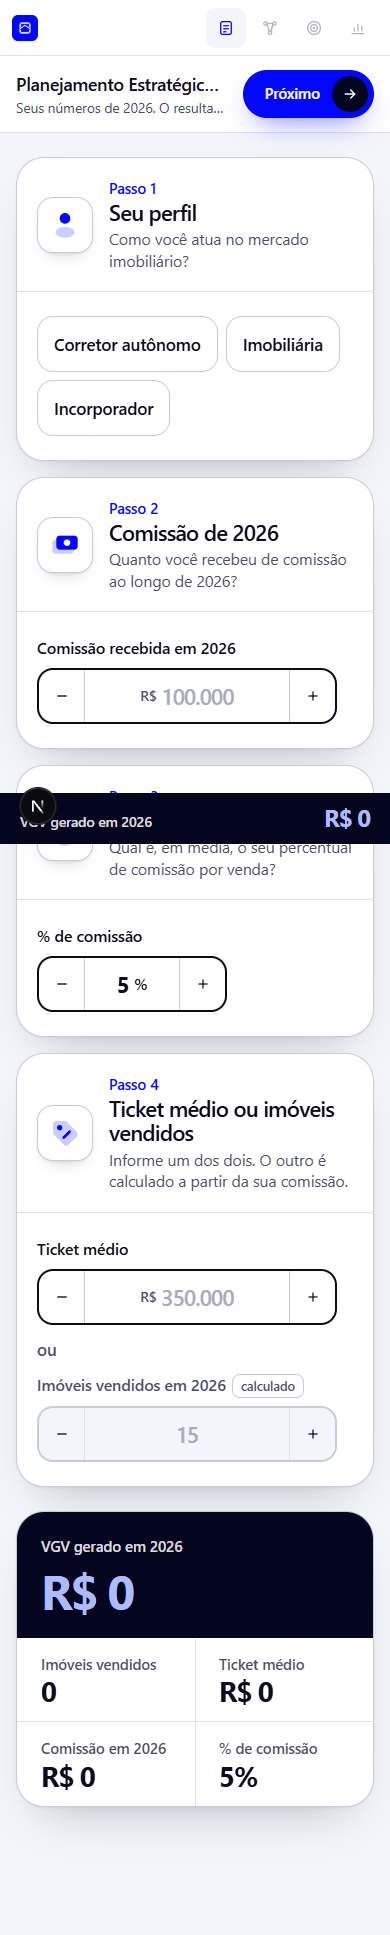 Planejamento Estratégic...
Seus números de 2026. O resulta...
Próximo
Passo 1
Seu perfil
Como você atua no mercado
imobiliário?
Corretor autônomo
Imobiliária
Incorporador
Passo 2
Comissão de 2026
Quanto você recebeu de comissão
ao longo de 2026?
Comissão recebida em 2026
− R$ 100.000 +
N
VGV gerado em 2026
R$ 0
Qual é, em média, o seu percentual
de comissão por venda?
% de comissão
− 5 % +
Passo 4
Ticket médio ou imóveis
vendidos
Informe um dos dois. O outro é
calculado a partir da sua comissão.
Ticket médio
− R$ 350.000 +
ou
Imóveis vendidos em 2026 calculado
− 15 +
VGV gerado em 2026
R$ 0
Imóveis vendidos
0
Ticket médio
R$ 0
Comissão em 2026
R$ 0
% de comissão
5%